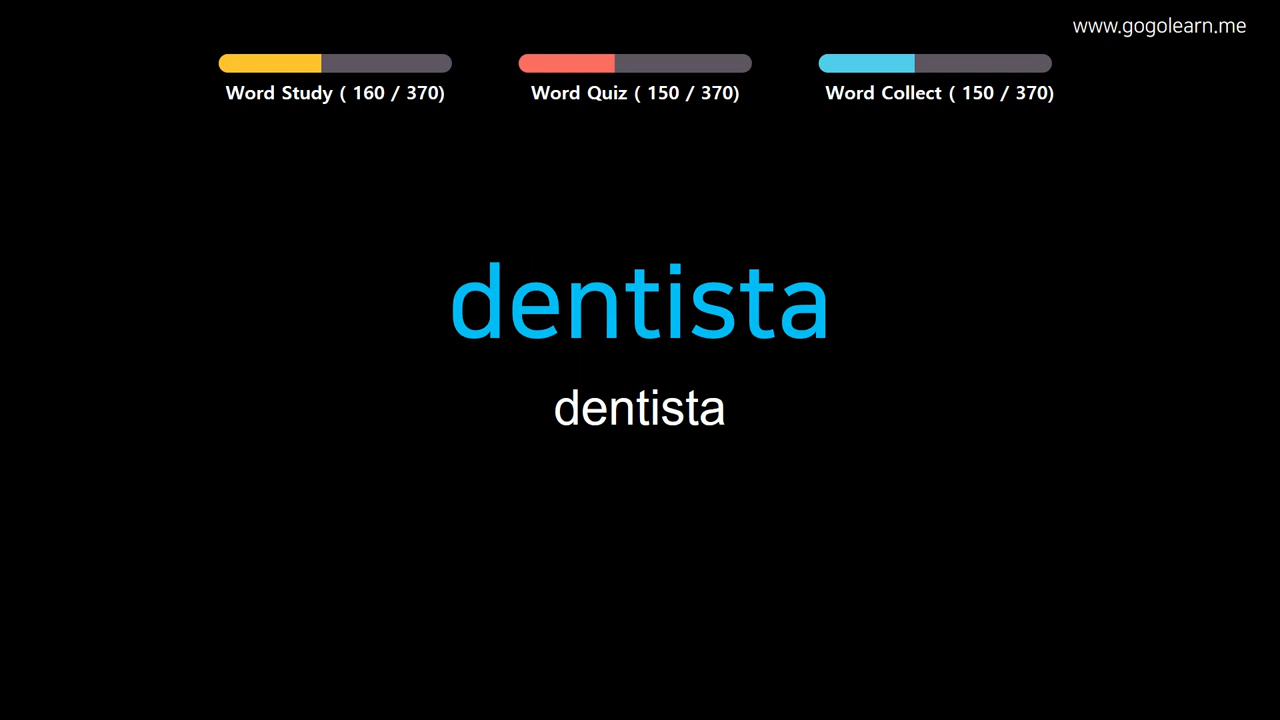 www.gogolearn.me
Word Study ( 160 / 370)
Word Quiz ( 150 / 370)
Word Collect ( 150 / 370)
dentista
dentista